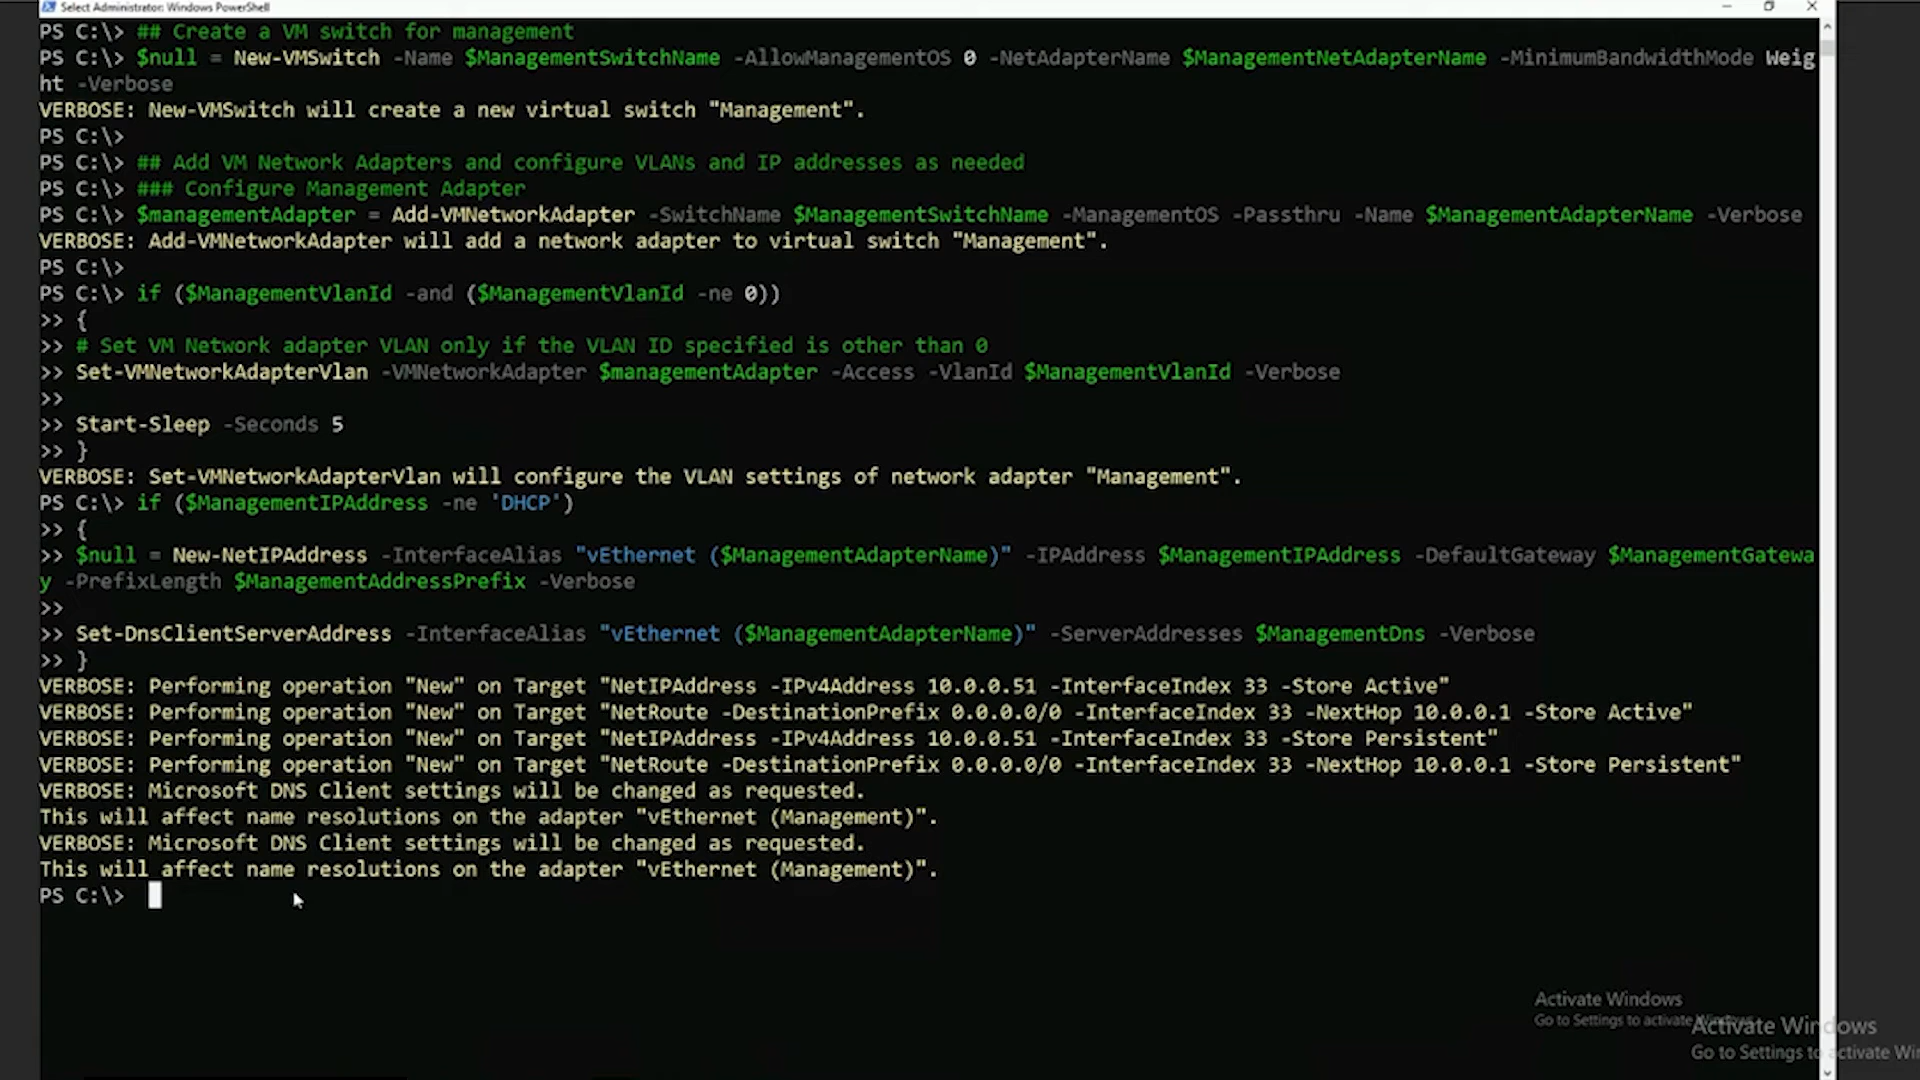 Select Administrator: Windows PowerShell
PS C:\> ## Create a VM switch for management
PS C:\> $null = New-VMSwitch -Name $ManagementSwitchName -AllowManagementOS 0 -NetAdapterName $ManagementNetAdapterName -MinimumBandwidthMode Weig
ht -Verbose
VERBOSE: New-VMSwitch will create a new virtual switch "Management".
PS C:\>
PS C:\> ## Add VM Network Adapters and configure VLANs and IP addresses as needed
PS C:\> ### Configure Management Adapter
PS C:\> $managementAdapter = Add-VMNetworkAdapter -SwitchName $ManagementSwitchName -ManagementOS -Passthru -Name $ManagementAdapterName -Verbose
VERBOSE: Add-VMNetworkAdapter will add a network adapter to virtual switch "Management".
PS C:\>
PS C:\> if ($ManagementVlanId -and ($ManagementVlanId -ne 0))
>> {
>> # Set VM Network adapter VLAN only if the VLAN ID specified is other than 0
>> Set-VMNetworkAdapterVlan -VMNetworkAdapter $managementAdapter -Access -VlanId $ManagementVlanId -Verbose
>>
>> Start-Sleep -Seconds 5
>> }
VERBOSE: Set-VMNetworkAdapterVlan will configure the VLAN settings of network adapter "Management".
PS C:\> if ($ManagementIPAddress -ne 'DHCP')
>> {
>> $null = New-NetIPAddress -InterfaceAlias "vEthernet ($ManagementAdapterName)" -IPAddress $ManagementIPAddress -DefaultGateway $ManagementGatewa
y -PrefixLength $ManagementAddressPrefix -Verbose
>>
>> Set-DnsClientServerAddress -InterfaceAlias "vEthernet ($ManagementAdapterName)" -ServerAddresses $ManagementDns -Verbose
>> }
VERBOSE: Performing operation "New" on Target "NetIPAddress -IPv4Address 10.0.0.51 -InterfaceIndex 33 -Store Active"
VERBOSE: Performing operation "New" on Target "NetRoute -DestinationPrefix 0.0.0.0/0 -InterfaceIndex 33 -NextHop 10.0.0.1 -Store Active"
VERBOSE: Performing operation "New" on Target "NetIPAddress -IPv4Address 10.0.0.51 -InterfaceIndex 33 -Store Persistent"
VERBOSE: Performing operation "New" on Target "NetRoute -DestinationPrefix 0.0.0.0/0 -InterfaceIndex 33 -NextHop 10.0.0.1 -Store Persistent"
VERBOSE: Microsoft DNS Client settings will be changed as requested.
This will affect name resolutions on the adapter "vEthernet (Management)".
VERBOSE: Microsoft DNS Client settings will be changed as requested.
This will affect name resolutions on the adapter "vEthernet (Management)".
PS C:\>
Activate Windows
Go to Settings to activate
Activate Windows
Go to Settings to activate Wi